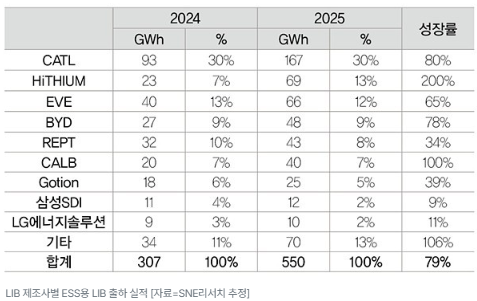 2024 2025 성장률
GWh % GWh %
CATL 93 30% 167 30% 80%
HiTHIUM 23 7% 69 13% 200%
EVE 40 13% 66 12% 65%
BYD 27 9% 48 9% 78%
REPT 32 10% 43 8% 34%
CALB 20 7% 40 7% 100%
Gotion 18 6% 25 5% 39%
삼성SDI 11 4% 12 2% 9%
LG에너지솔루션 9 3% 10 2% 11%
기타 34 11% 70 13% 106%
합계 307 100% 550 100% 79%
LIB 제조사별 ESS용 LIB 출하 실적 [자료=SNE리서치 추정]